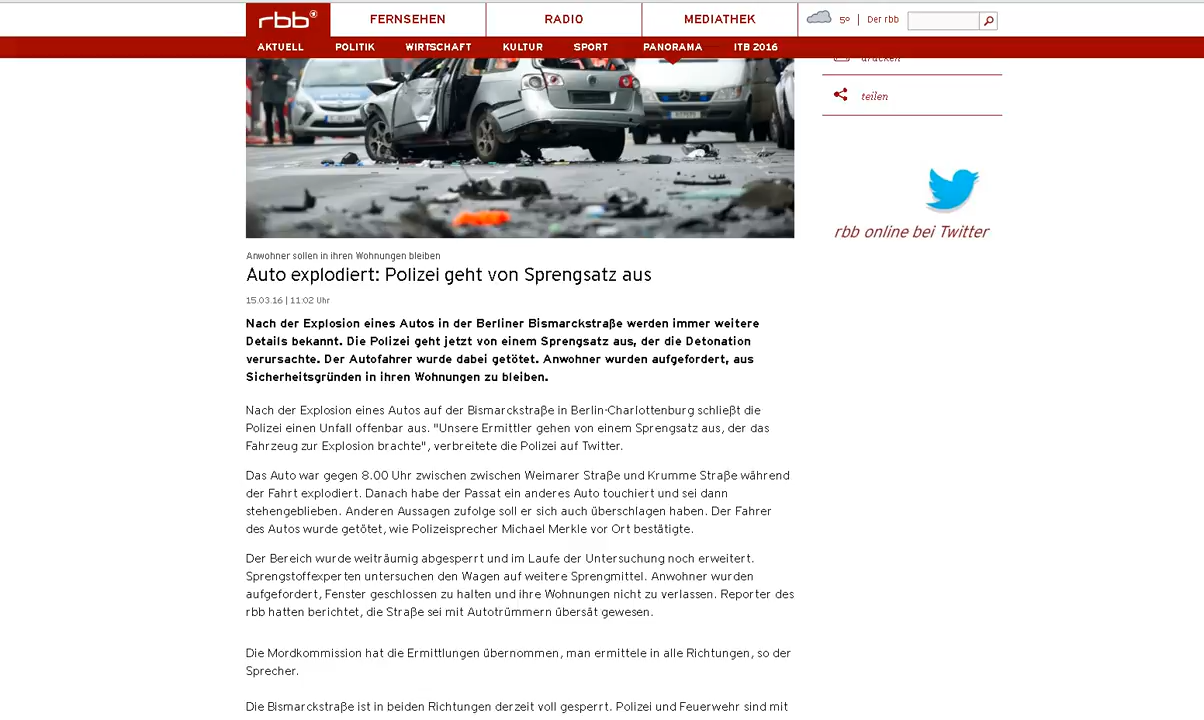 rbb
FERNSEHEN
RADIO
MEDIATHEK
5° | Der rbb
AKTUELL POLITIK WIRTSCHAFT KULTUR SPORT PANORAMA ITB 2016
drucken
teilen
rbb online bei Twitter
Anwohner sollen in ihren Wohnungen bleiben
Auto explodiert: Polizei geht von Sprengsatz aus
15.03.16 | 11:02 Uhr
Nach der Explosion eines Autos in der Berliner Bismarckstraße werden immer weitere
Details bekannt. Die Polizei geht jetzt von einem Sprengsatz aus, der die Detonation
verursachte. Der Autofahrer wurde dabei getötet. Anwohner wurden aufgefordert, aus
Sicherheitsgründen in ihren Wohnungen zu bleiben.
Nach der Explosion eines Autos auf der Bismarckstraße in Berlin-Charlottenburg schließt die
Polizei einen Unfall offenbar aus. "Unsere Ermittler gehen von einem Sprengsatz aus, der das
Fahrzeug zur Explosion brachte", verbreitete die Polizei auf Twitter.
Das Auto war gegen 8.00 Uhr zwischen zwischen Weimarer Straße und Krumme Straße während
der Fahrt explodiert. Danach habe der Passat ein anderes Auto touchiert und sei dann
stehengeblieben. Anderen Aussagen zufolge soll er sich auch überschlagen haben. Der Fahrer
des Autos wurde getötet, wie Polizeisprecher Michael Merkle vor Ort bestätigte.
Der Bereich wurde weiträumig abgesperrt und im Laufe der Untersuchung noch erweitert.
Sprengstoffexperten untersuchen den Wagen auf weitere Sprengmittel. Anwohner wurden
aufgefordert, Fenster geschlossen zu halten und ihre Wohnungen nicht zu verlassen. Reporter des
rbb hatten berichtet, die Straße sei mit Autotrümmern übersät gewesen.
Die Mordkommission hat die Ermittlungen übernommen, man ermittele in alle Richtungen, so der
Sprecher.
Die Bismarckstraße ist in beiden Richtungen derzeit voll gesperrt. Polizei und Feuerwehr sind mit